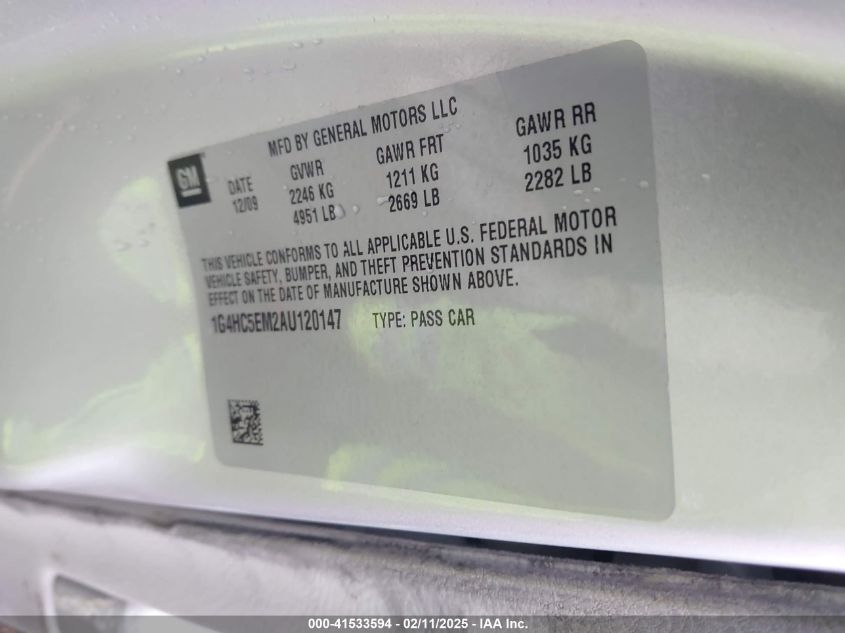 MFD BY GENERAL MOTORS LLC
GM
DATE
12/09
GVWR
2246 KG
4951 LB
GAWR FRT
1211 KG
2669 LB
GAWR RR
1035 KG
2282 LB
THIS VEHICLE CONFORMS TO ALL APPLICABLE U.S. FEDERAL MOTOR
VEHICLE SAFETY, BUMPER, AND THEFT PREVENTION STANDARDS IN
EFFECT ON THE DATE OF MANUFACTURE SHOWN ABOVE.
1G4HC5EM2AU120147 TYPE: PASS CAR
000-41533594 - 02/11/2025 - IAA Inc.